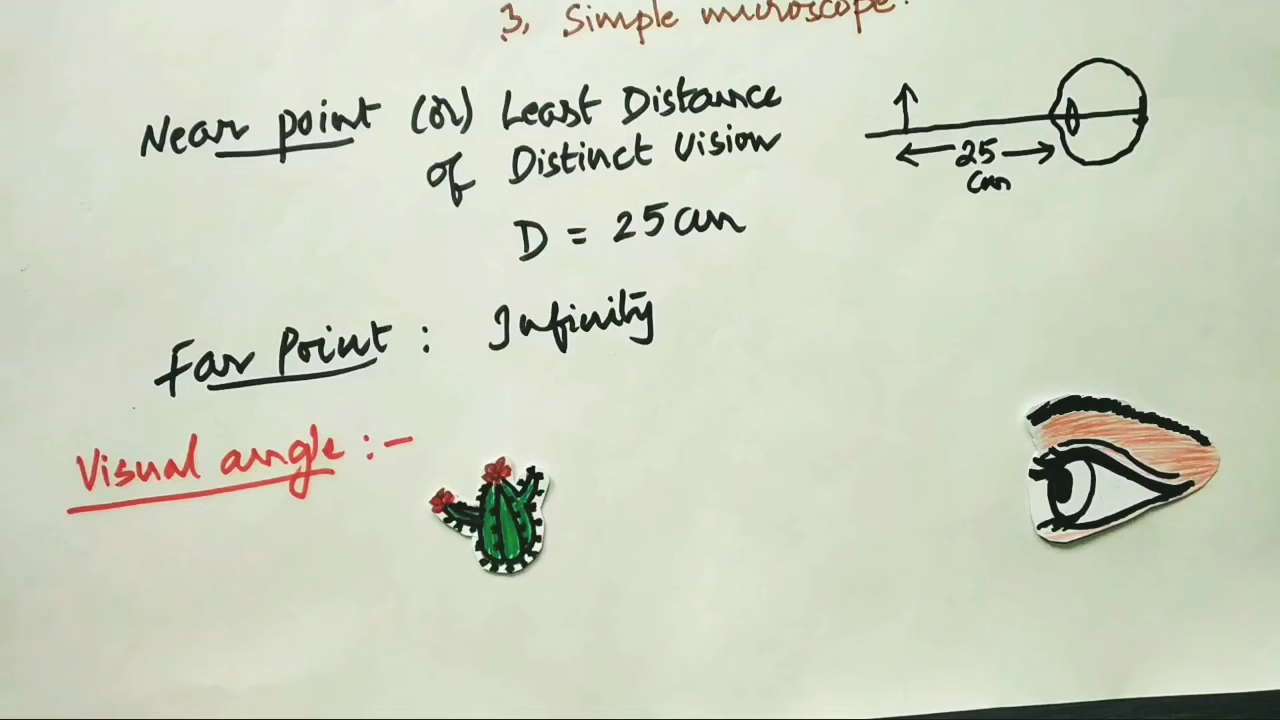 3. Simple microscope.
Near point (or) Least Distance
of Distinct Vision
D = 25cm
25
cm
Far Point : Infinity
Visual angle :-